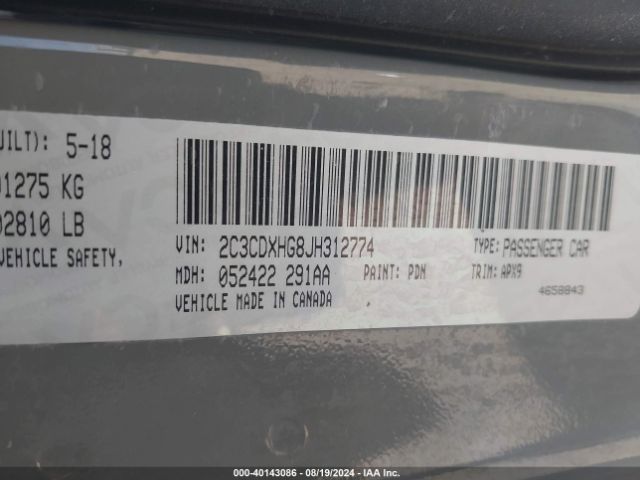 UILT): 5-18
01275 KG
02810 LB
VEHICLE SAFETY,
VIN: 2C3CDXHG8JH312774
TYPE: PASSENGER CAR
MDH: 052422 291AA
PAINT: PDN
TRIM: APX9
VEHICLE MADE IN CANADA
4658843
000-40143086 - 08/19/2024 - IAA Inc.